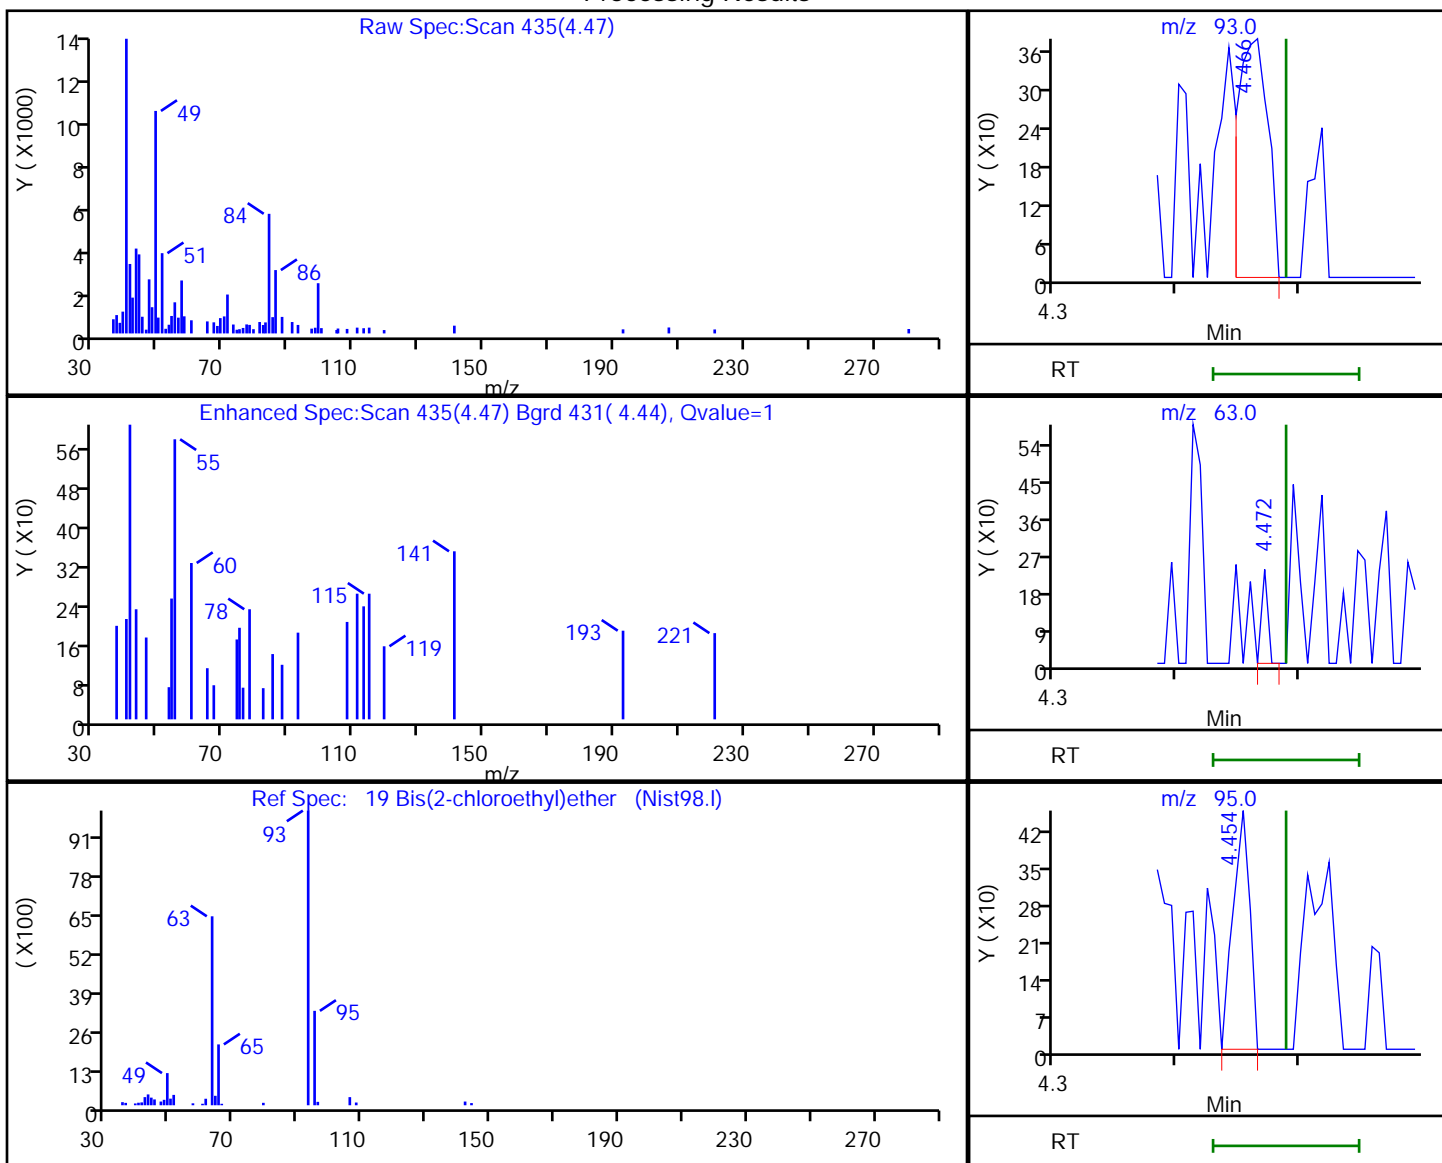 Processing Results
Raw Spec:Scan 435(4.47)
Y ( X1000)
14
12
10
8
6
4
2
0
49
51
84
86
30 70 110 150 190 230 270
m/z
m/z 93.0
Y ( X10)
36
30
24
18
12
6
0
4.466
4.3
Min
RT
Enhanced Spec:Scan 435(4.47) Bgrd 431( 4.44), Qvalue=1
Y ( X10)
56
48
40
32
24
16
8
0
55
60
78
115
119
141
193
221
30 70 110 150 190 230 270
m/z
m/z 63.0
Y ( X10)
54
45
36
27
18
9
0
4.472
4.3
Min
RT
Ref Spec: 19 Bis(2-chloroethyl)ether (Nist98.l)
( X100)
91
78
65
52
39
26
13
0
49
63
65
93
95
30 70 110 150 190 230 270
m/z 95.0
Y ( X10)
42
35
28
21
14
7
0
4.454
4.3
Min
RT